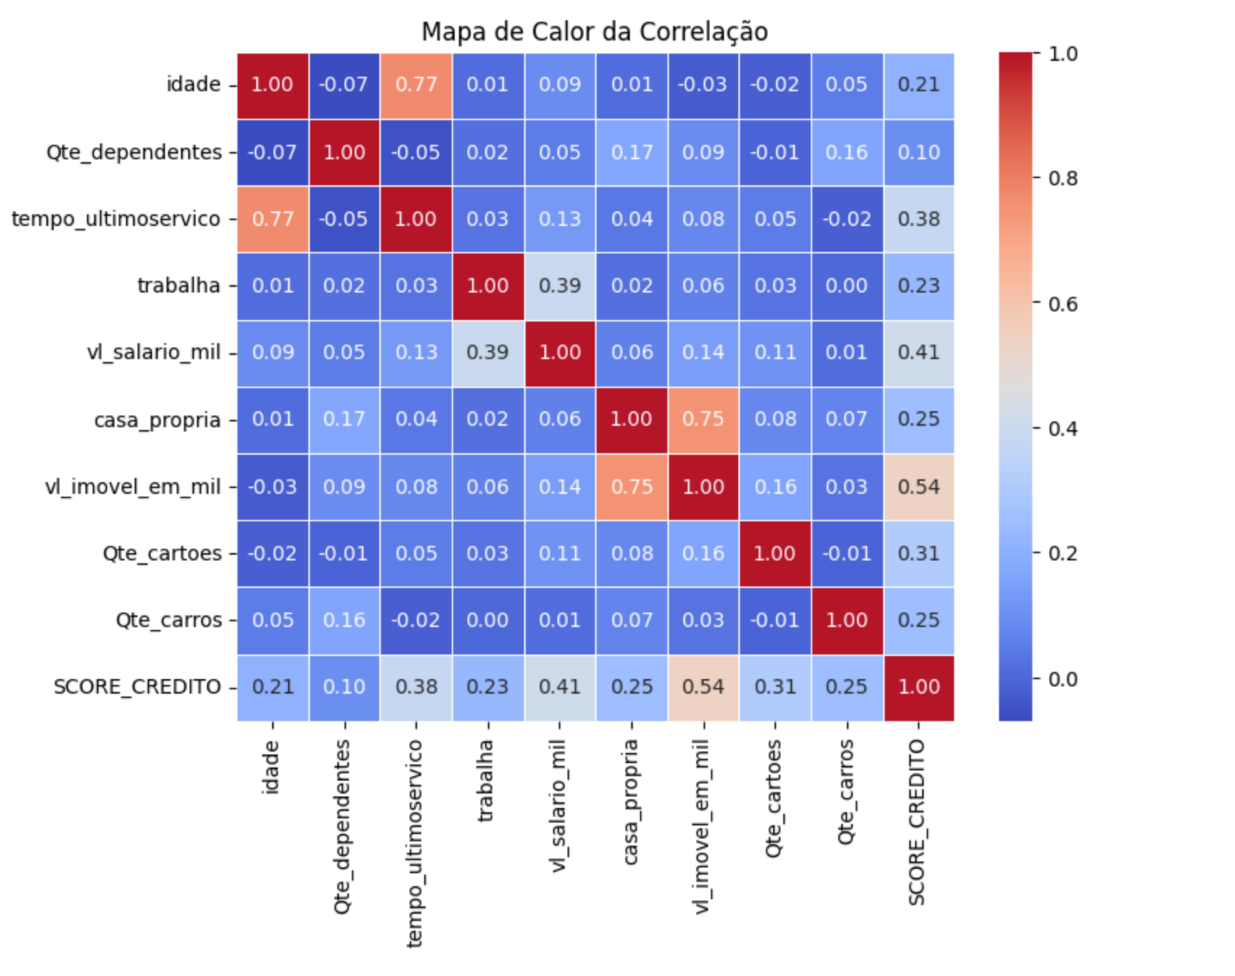 Mapa de Calor da Correlação
idade 1.00 -0.07 0.77 0.01 0.09 0.01 -0.03 -0.02 0.05 0.21
Qte_dependentes -0.07 1.00 -0.05 0.02 0.05 0.17 0.09 -0.01 0.16 0.10
tempo_ultimoservico 0.77 -0.05 1.00 0.03 0.13 0.04 0.08 0.05 -0.02 0.38
trabalha 0.01 0.02 0.03 1.00 0.39 0.02 0.06 0.03 0.00 0.23
vl_salario_mil 0.09 0.05 0.13 0.39 1.00 0.06 0.14 0.11 0.01 0.41
casa_propria 0.01 0.17 0.04 0.02 0.06 1.00 0.75 0.08 0.07 0.25
vl_imovel_em_mil -0.03 0.09 0.08 0.06 0.14 0.75 1.00 0.16 0.03 0.54
Qte_cartoes -0.02 -0.01 0.05 0.03 0.11 0.08 0.16 1.00 -0.01 0.31
Qte_carros 0.05 0.16 -0.02 0.00 0.01 0.07 0.03 -0.01 1.00 0.25
SCORE_CREDITO 0.21 0.10 0.38 0.23 0.41 0.25 0.54 0.31 0.25 1.00
idade
Qte_dependentes
tempo_ultimoservico
trabalha
vl_salario_mil
casa_propria
vl_imovel_em_mil
Qte_cartoes
Qte_carros
SCORE_CREDITO
1.0
0.8
0.6
0.4
0.2
0.0